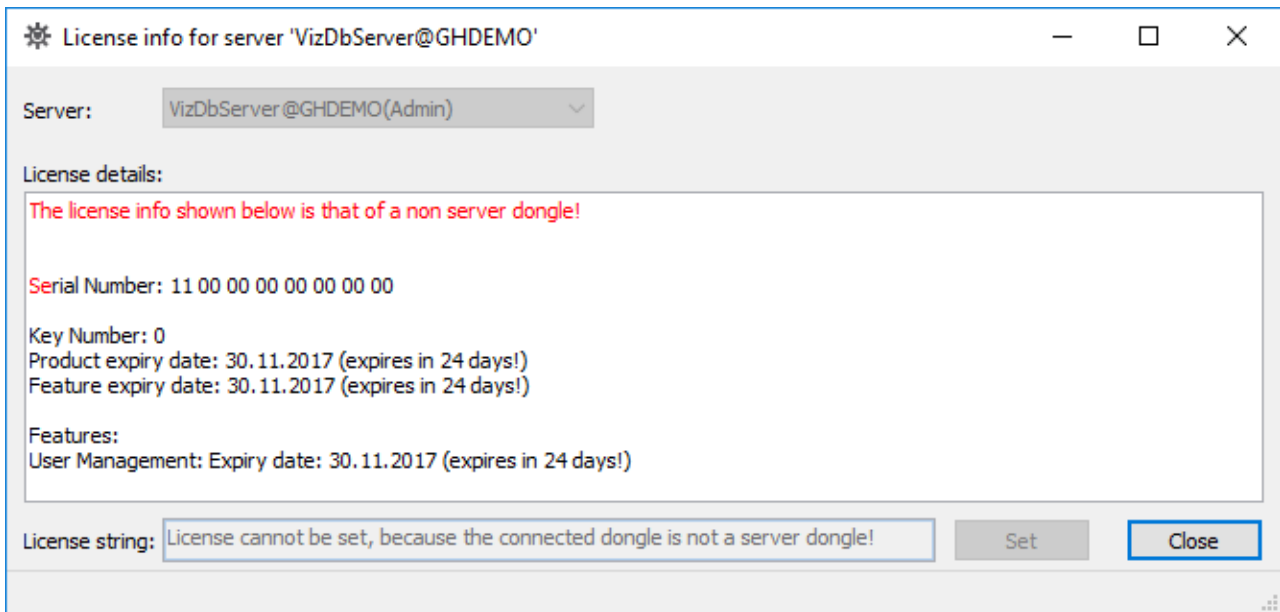 License info for server 'VizDbServer@GHDEMO'
Server: VizDbServer@GHDEMO(Admin)
License details:
The license info shown below is that of a non server dongle!
Serial Number: 11 00 00 00 00 00 00 00
Key Number: 0
Product expiry date: 30.11.2017 (expires in 24 days!)
Feature expiry date: 30.11.2017 (expires in 24 days!)
Features:
User Management: Expiry date: 30.11.2017 (expires in 24 days!)
License string: License cannot be set, because the connected dongle is not a server dongle! Set Close